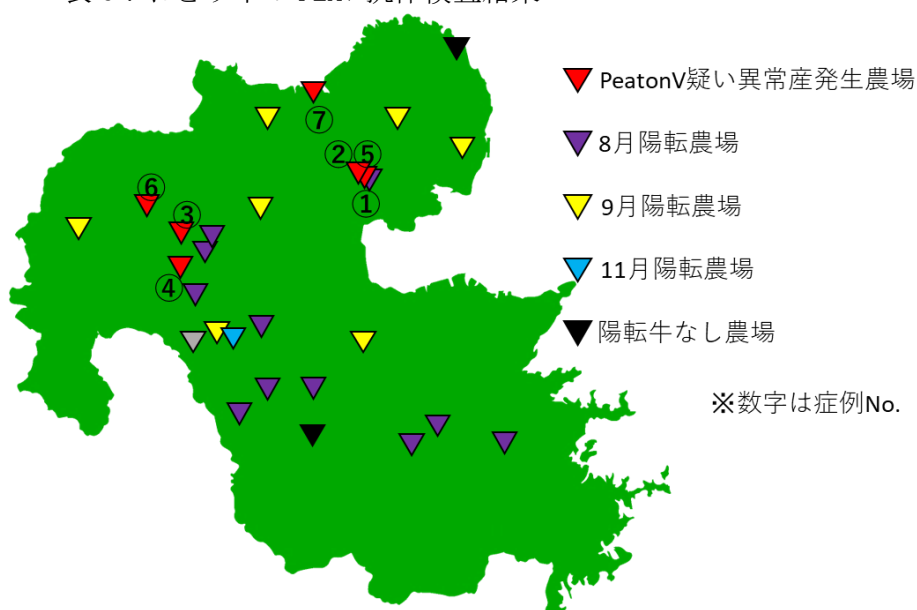 ⑦
②⑤
⑥
①
③
④
PeatonV疑い異常産発生農場
8月陽転農場
9月陽転農場
11月陽転農場
陽転牛なし農場
※数字は症例No.